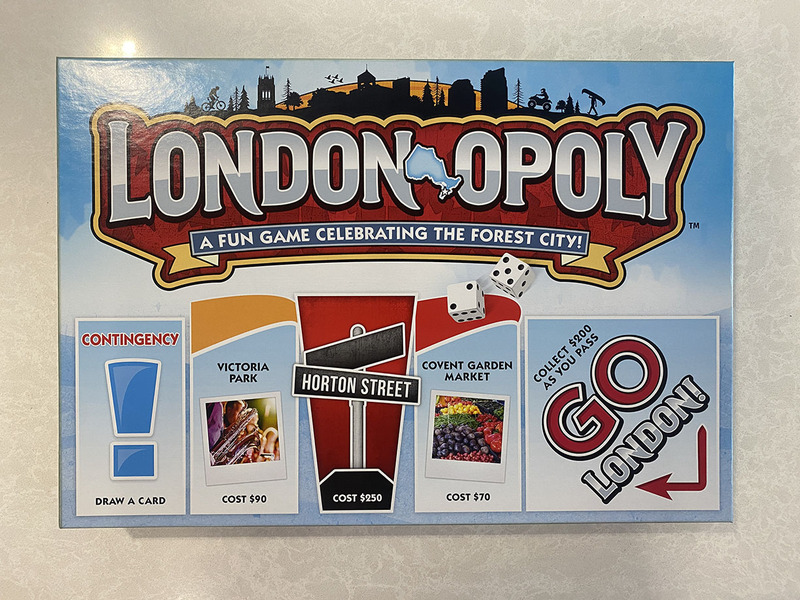 LONDON OPOLY
™
A FUN GAME CELEBRATING THE FOREST CITY!
CONTINGENCY
!
DRAW A CARD
VICTORIA
PARK
COST $90
HORTON STREET
COST $250
COVENT GARDEN
MARKET
COST $70
COLLECT $200
AS YOU PASS
GO
LONDON!